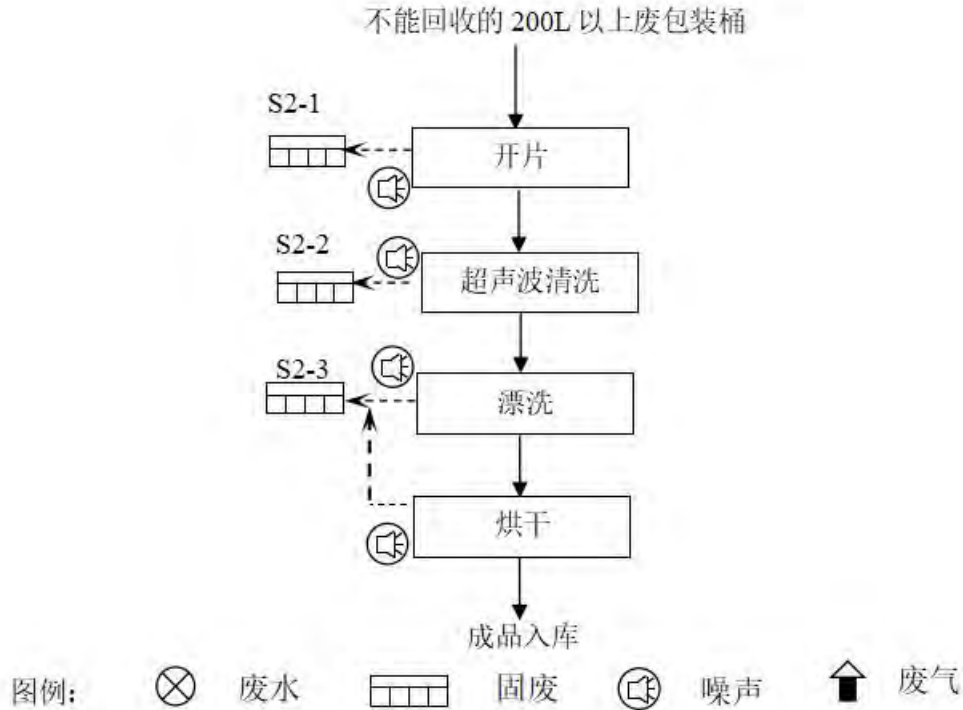 不能回收的 200L 以上废包装桶
S2-1
开片
S2-2
超声波清洗
S2-3
漂洗
烘干
成品入库
图例: 废水 固废 噪声 废气